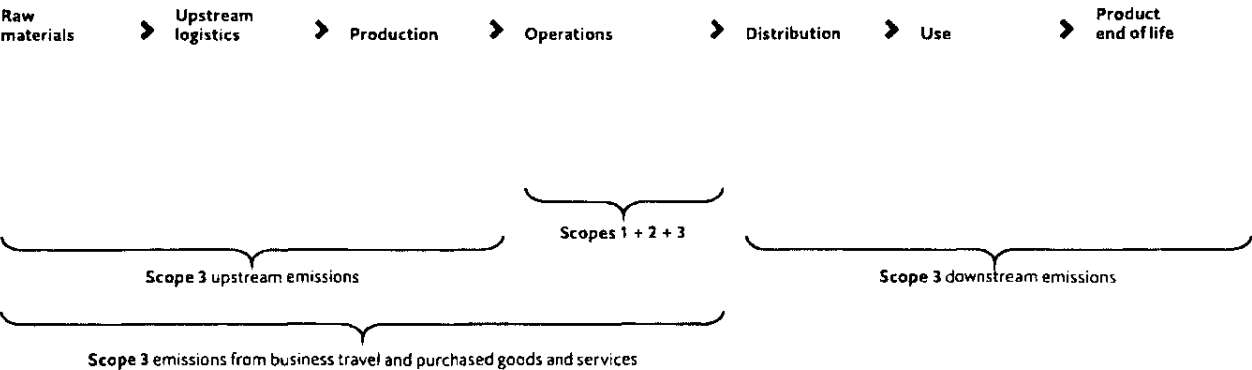 Raw materials > Upstream logistics > Production > Operations > Distribution > Use > Product end of life
Scopes 1 + 2 + 3
Scope 3 upstream emissions
Scope 3 downstream emissions
Scope 3 emissions from business travel and purchased goods and services